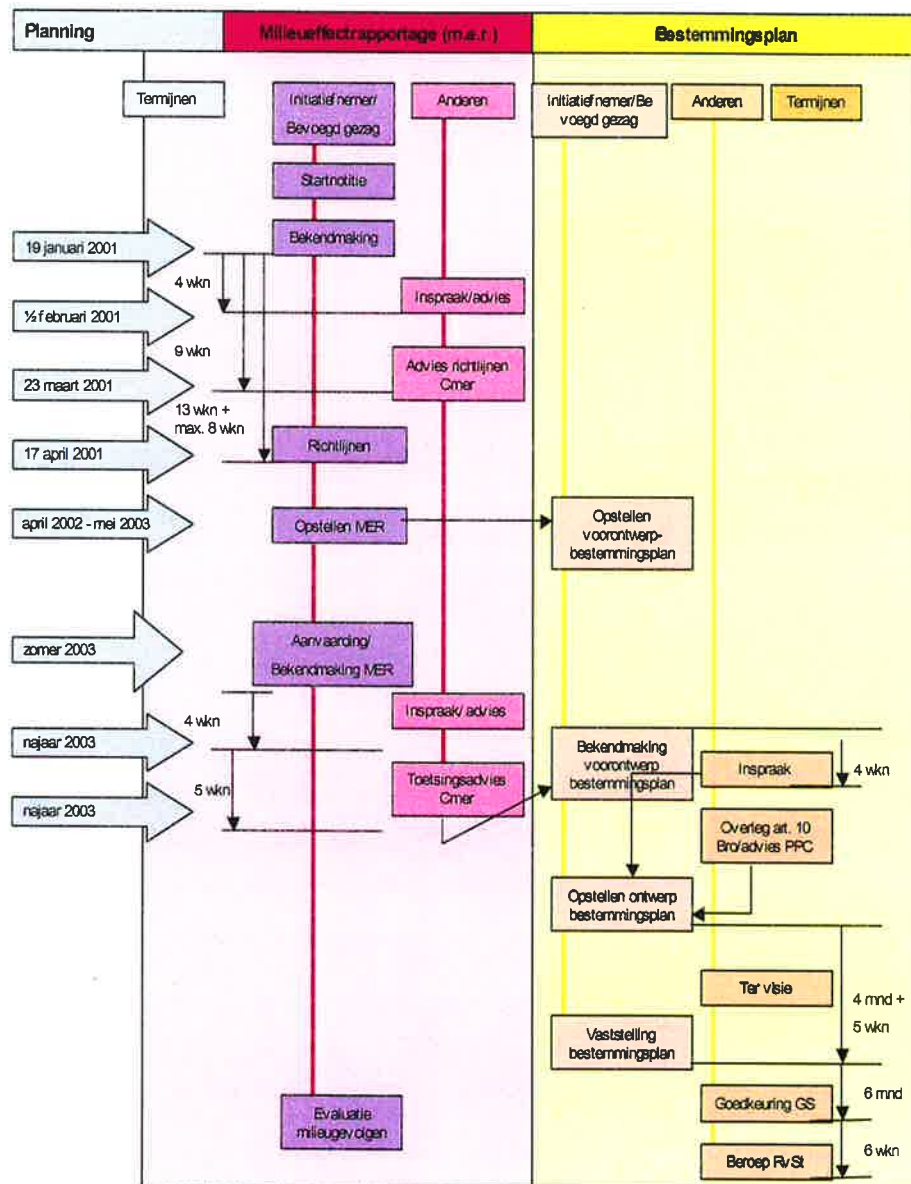 Planning
Milieueffectrapportage (m.e.r.)
Bestemmingsplan
Termijnen
Initiatiefnemer/
Bevoegd gezag
Anderen
Initiatiefnemer/Be
voegd gezag
Anderen
Termijnen
Startnotitie
Bekendmaking
19 januari 2001
4 wkn
Inspraak/advies
½ februari 2001
9 wkn
Advies richtlijnen
Cmer
23 maart 2001
13 wkn +
max. 8 wkn
Richtlijnen
17 april 2001
april 2002 - mei 2003
Opstellen MER
Opstellen
voorontwerp-
bestemmingsplan
zomer 2003
Aanvaarding/
Bekendmaking MER
4 wkn
Inspraak/ advies
najaar 2003
Bekendmaking
voorontwerp
bestemmingsplan
Inspraak
4 wkn
5 wkn
Toetsingsadvies
Cmer
najaar 2003
Overleg art. 10
Bro/advies PPC
Opstellen ontwerp
bestemmingsplan
Ter visie
4 mnd +
5 wkn
Vaststelling
bestemmingsplan
6 mnd
Goedkeuring GS
Evaluatie
milieugevolgen
6 wkn
Beroep RvSt